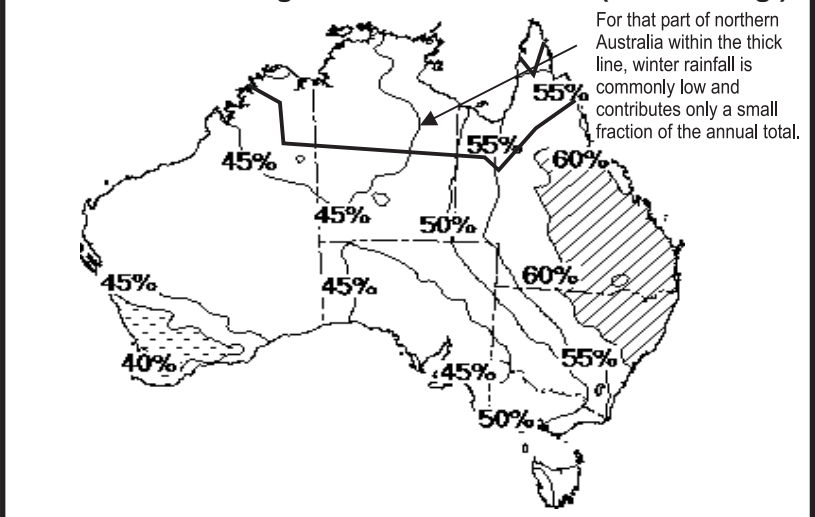 For that part of northern
Australia within the thick
line, winter rainfall is
commonly low and
contributes only a small
fraction of the annual total.
55%
55%
45%
60%
45%
50%
45%
45%
60%
40%
55%
45%
50%